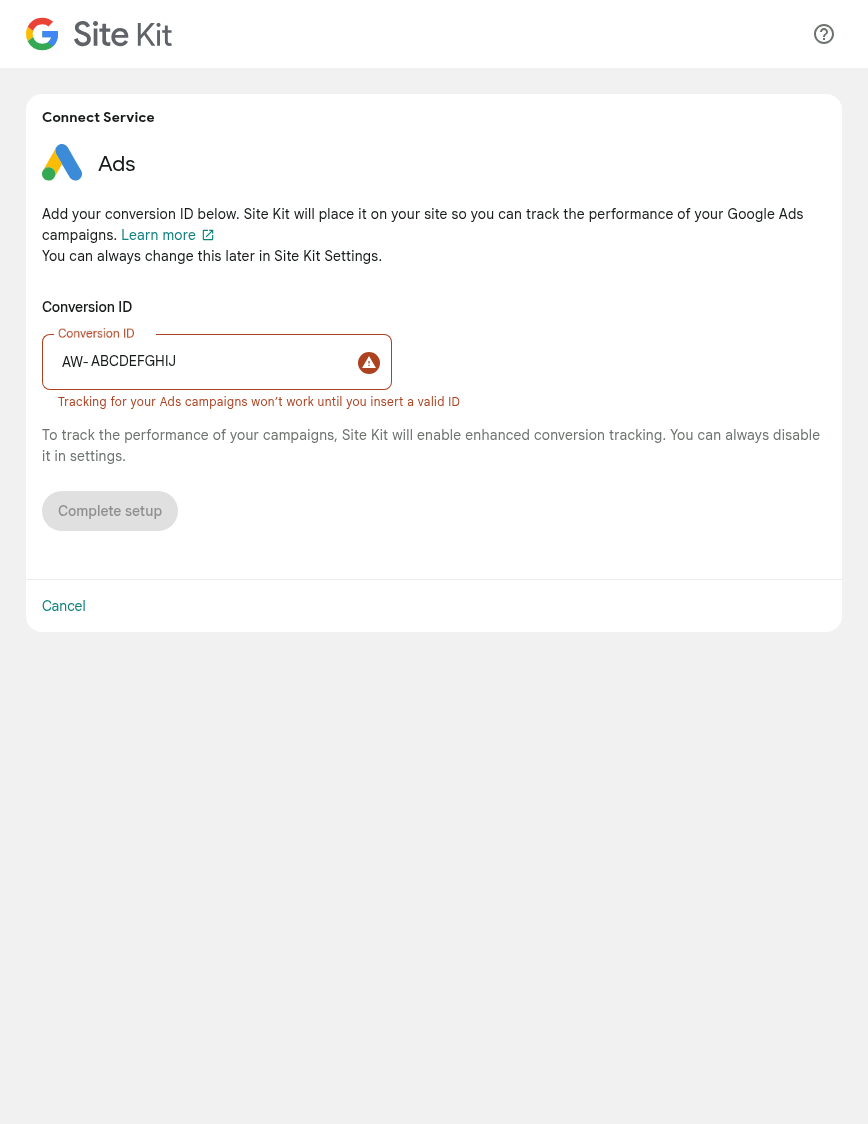 Site Kit
Connect Service
Ads
Add your conversion ID below. Site Kit will place it on your site so you can track the performance of your Google Ads
campaigns. Learn more
You can always change this later in Site Kit Settings.
Conversion ID
Conversion ID
AW- ABCDEFGHIJ
Tracking for your Ads campaigns won’t work until you insert a valid ID
To track the performance of your campaigns, Site Kit will enable enhanced conversion tracking. You can always disable
it in settings.
Complete setup
Cancel